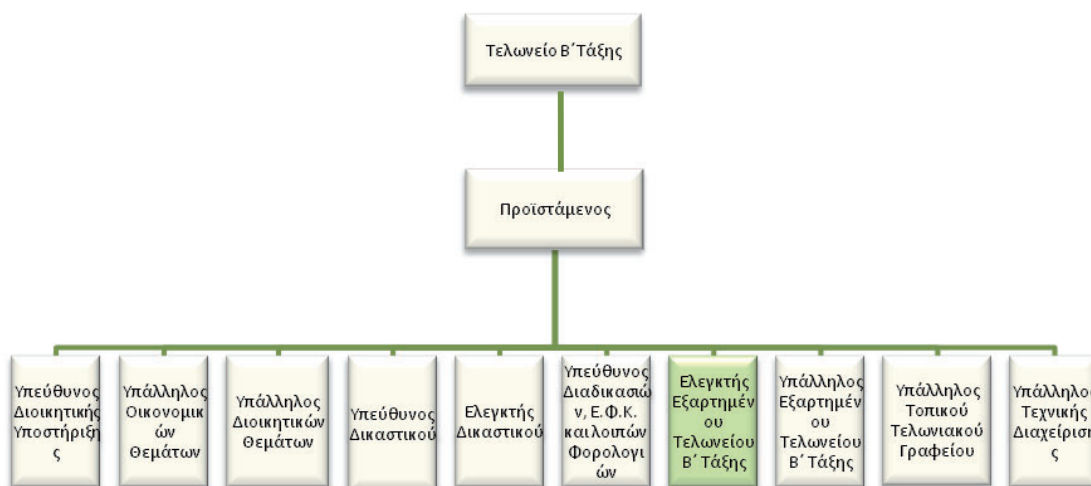 Τελωνείο Β΄Τάξης
Προϊστάμενος
Υπεύθυνος
Διοικητικής
Υποστήριξη
ς
Υπάλληλος
Οικονομικ
ών
Θεμάτων
Υπάλληλος
Διοικητικών
Θεμάτων
Υπεύθυνος
Δικαστικού
Ελεγκτής
Δικαστικού
Υπεύθυνος
Διαδικασιώ
ν, Ε.Φ.Κ.
και λοιπών
Φορολογι
ών
Ελεγκτής
Εξαρτημέν
ου
Τελωνείου
Β΄ Τάξης
Υπάλληλος
Εξαρτημέν
ου
Τελωνείου
Β΄ Τάξης
Υπάλληλος
Τοπικού
Τελωνιακού
Γραφείου
Υπάλληλος
Τεχνικής
Διαχείριση
ς